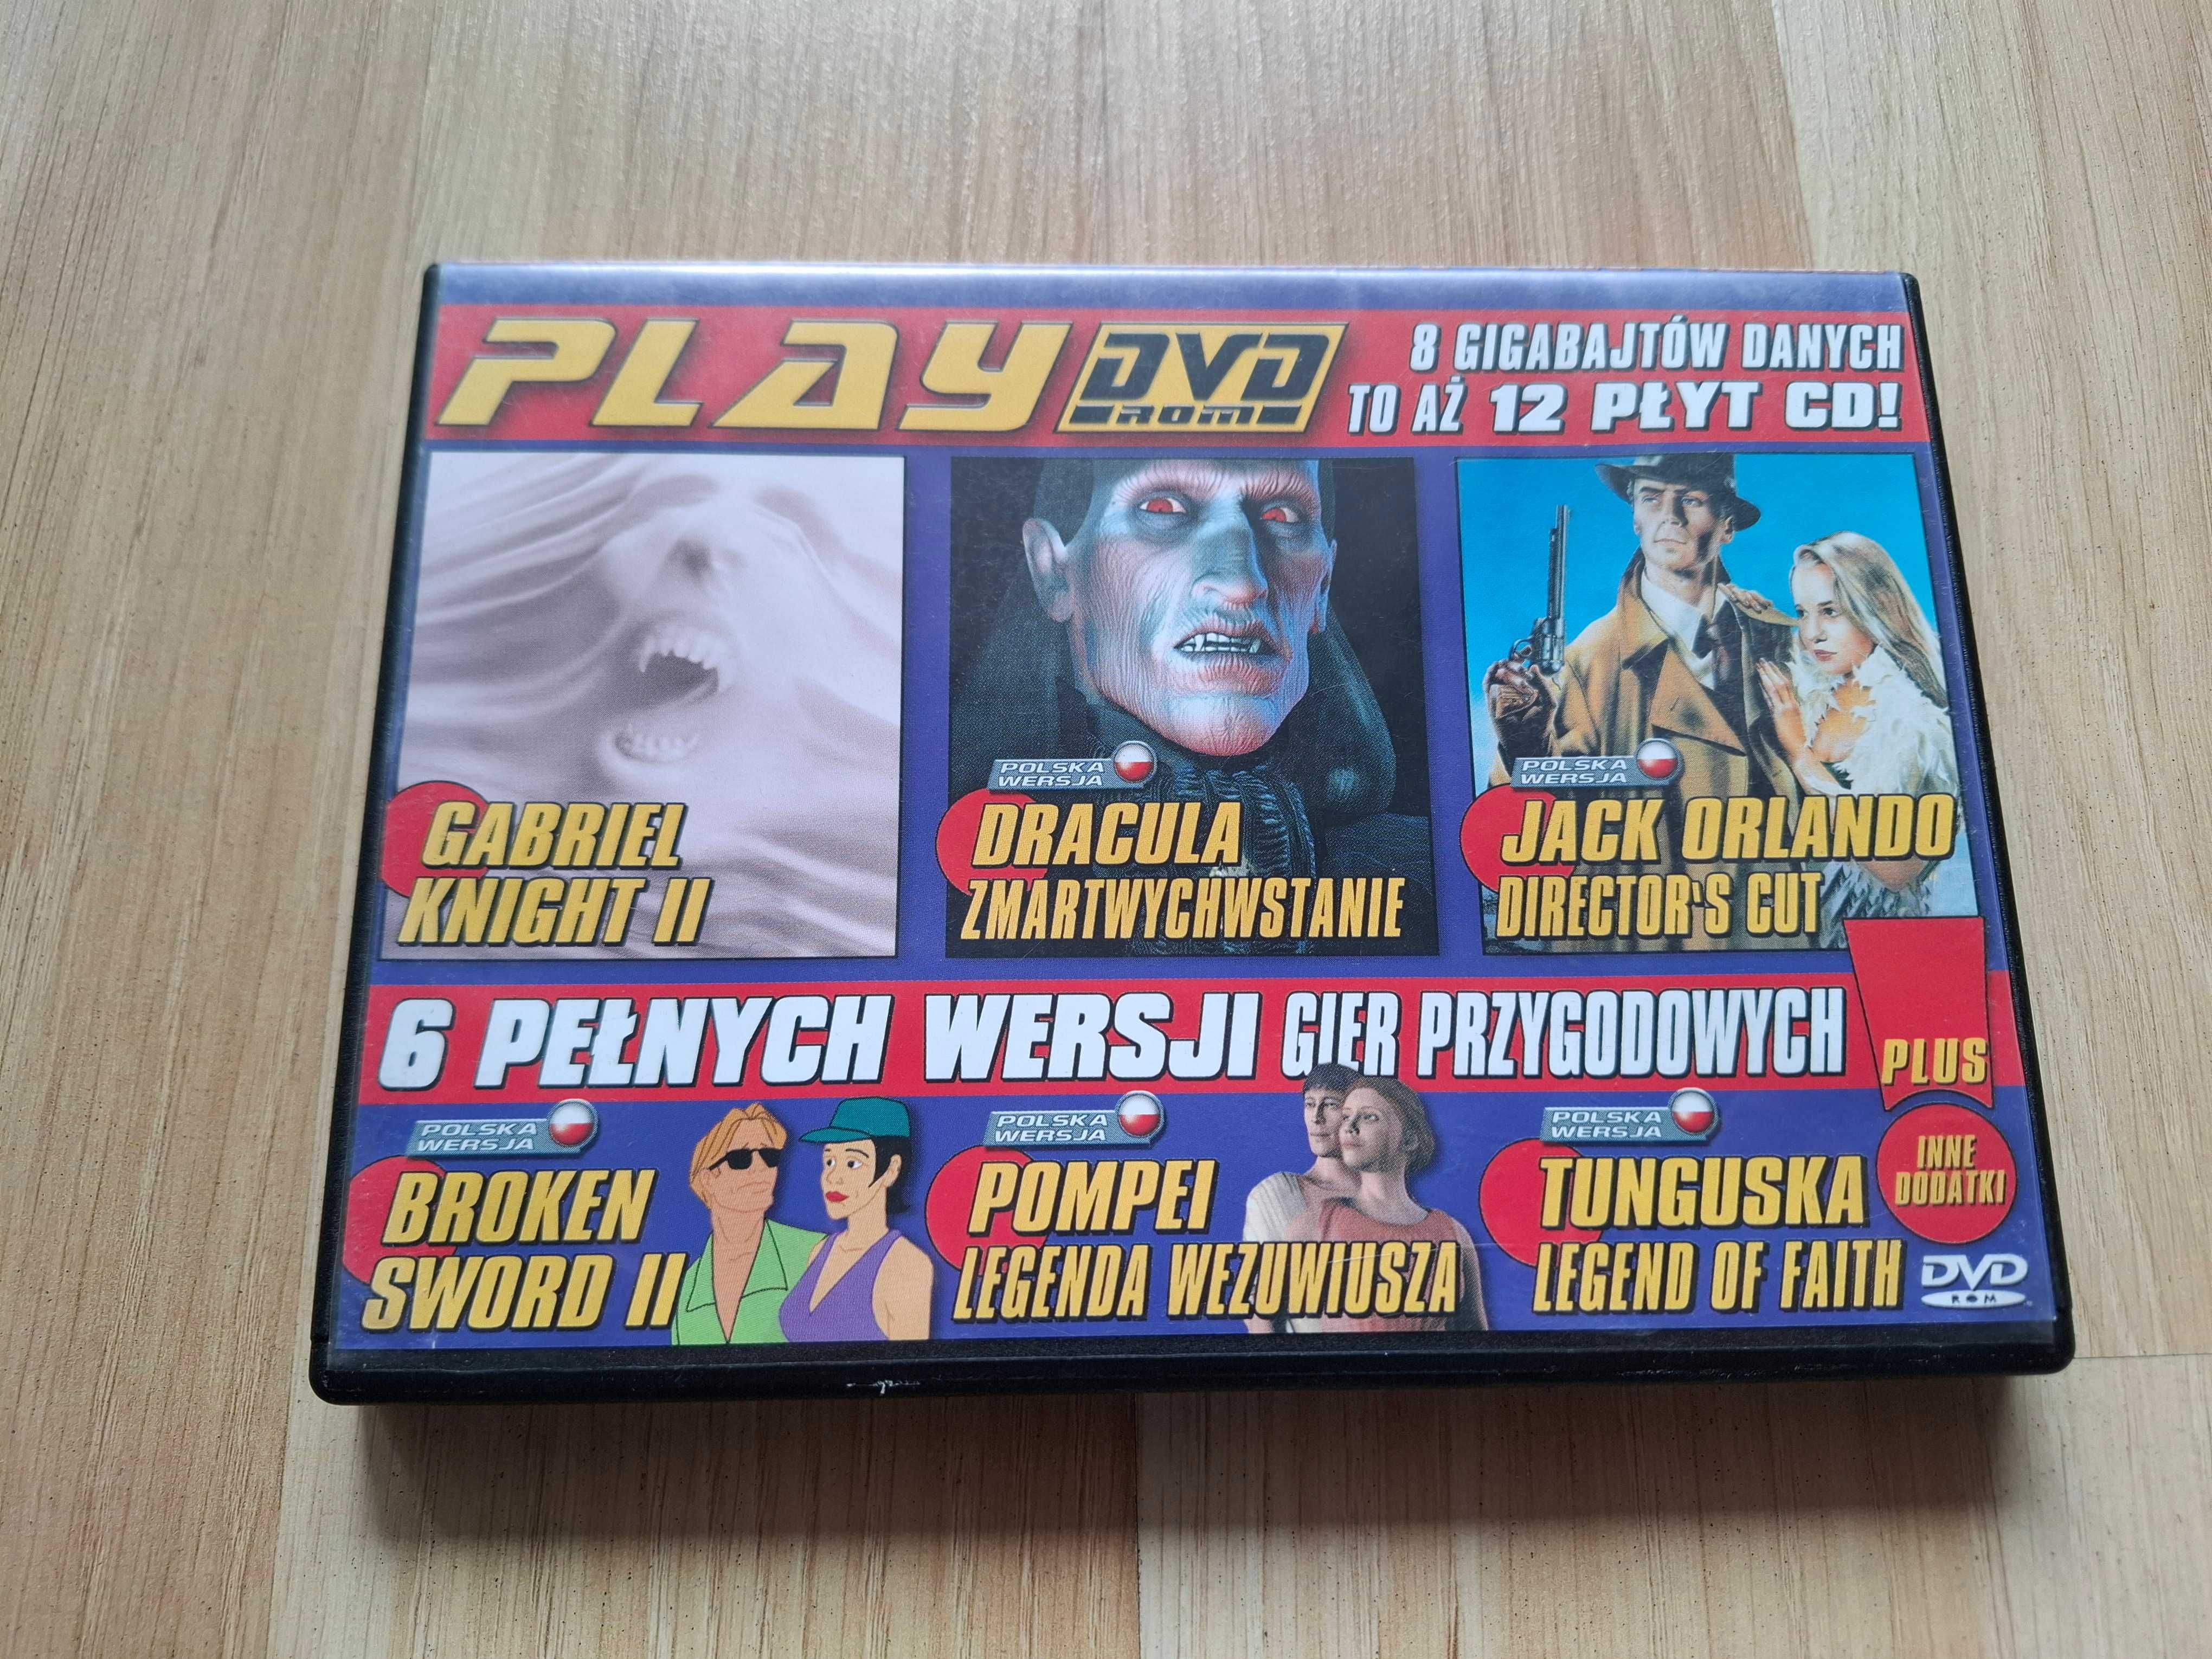 PLAY DVD ROM
8 GIGABAJTÓW DANYCH
TO AŻ 12 PŁYT CD!
GABRIEL
KNIGHT II
POLSKA
WERSJA
DRACULA
ZMARTWYCHWSTANIE
POLSKA
WERSJA
JACK ORLANDO
DIRECTOR'S CUT
6 PEŁNYCH WERSJI GIER PRZYGODOWYCH
PLUS
INNE
DODATKI
POLSKA
WERSJA
BROKEN
SWORD II
POLSKA
WERSJA
POMPEI
LEGENDA WEZUWIUSZA
POLSKA
WERSJA
TUNGUSKA
LEGEND OF FAITH
DVD
ROM